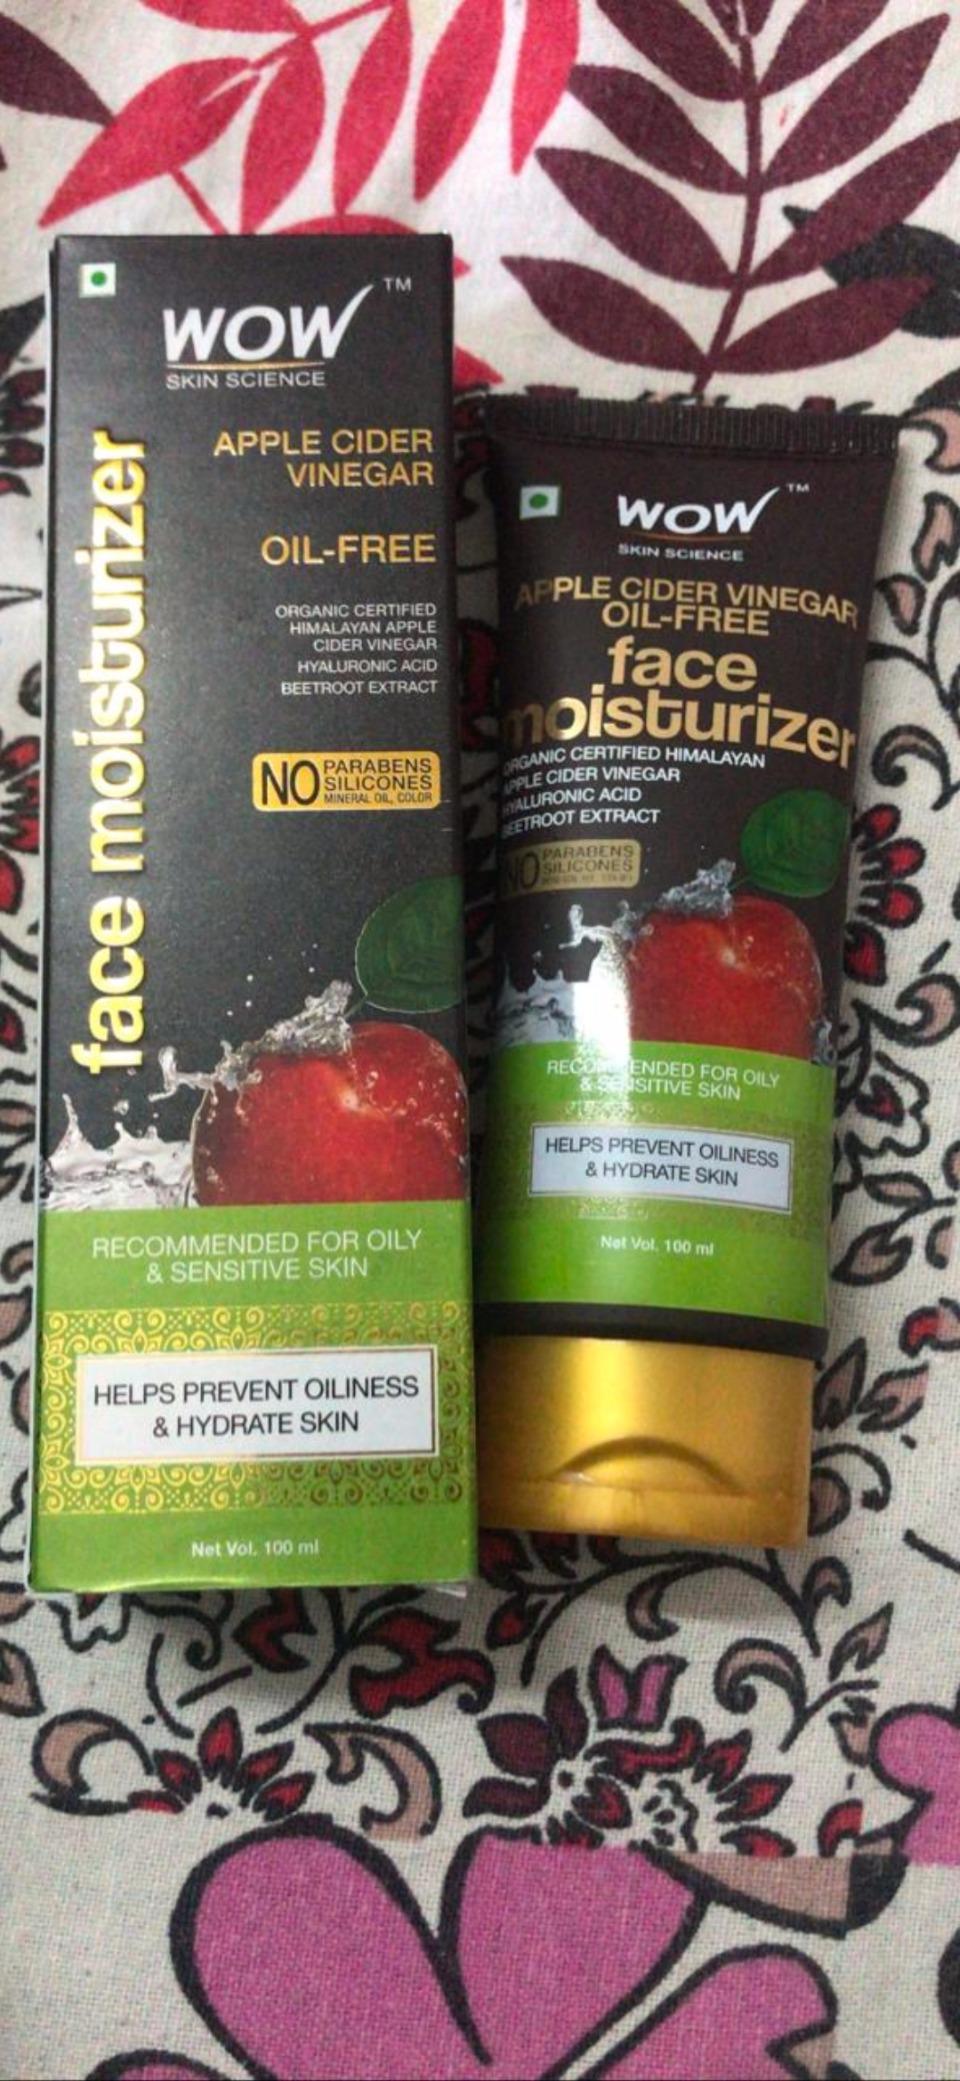 WOW
TM
SKIN SCIENCE
APPLE CIDER
VINEGAR
OIL-FREE
ORGANIC CERTIFIED
HIMALAYAN APPLE
CIDER VINEGAR
HYALURONIC ACID
BEETROOT EXTRACT
face moisturizer
NO PARABENS
SILICONES
MINERAL OIL, COLOR
RECOMMENDED FOR OILY
& SENSITIVE SKIN
HELPS PREVENT OILINESS
& HYDRATE SKIN
Net Vol. 100 ml
WOW
TM
SKIN SCIENCE
APPLE CIDER VINEGAR
OIL-FREE
face
moisturizer
ORGANIC CERTIFIED HIMALAYAN
APPLE CIDER VINEGAR
HYALURONIC ACID
BEETROOT EXTRACT
NO PARABENS
SILICONES
RECOMMENDED FOR OILY
& SENSITIVE SKIN
HELPS PREVENT OILINESS
& HYDRATE SKIN
Net Vol. 100 ml